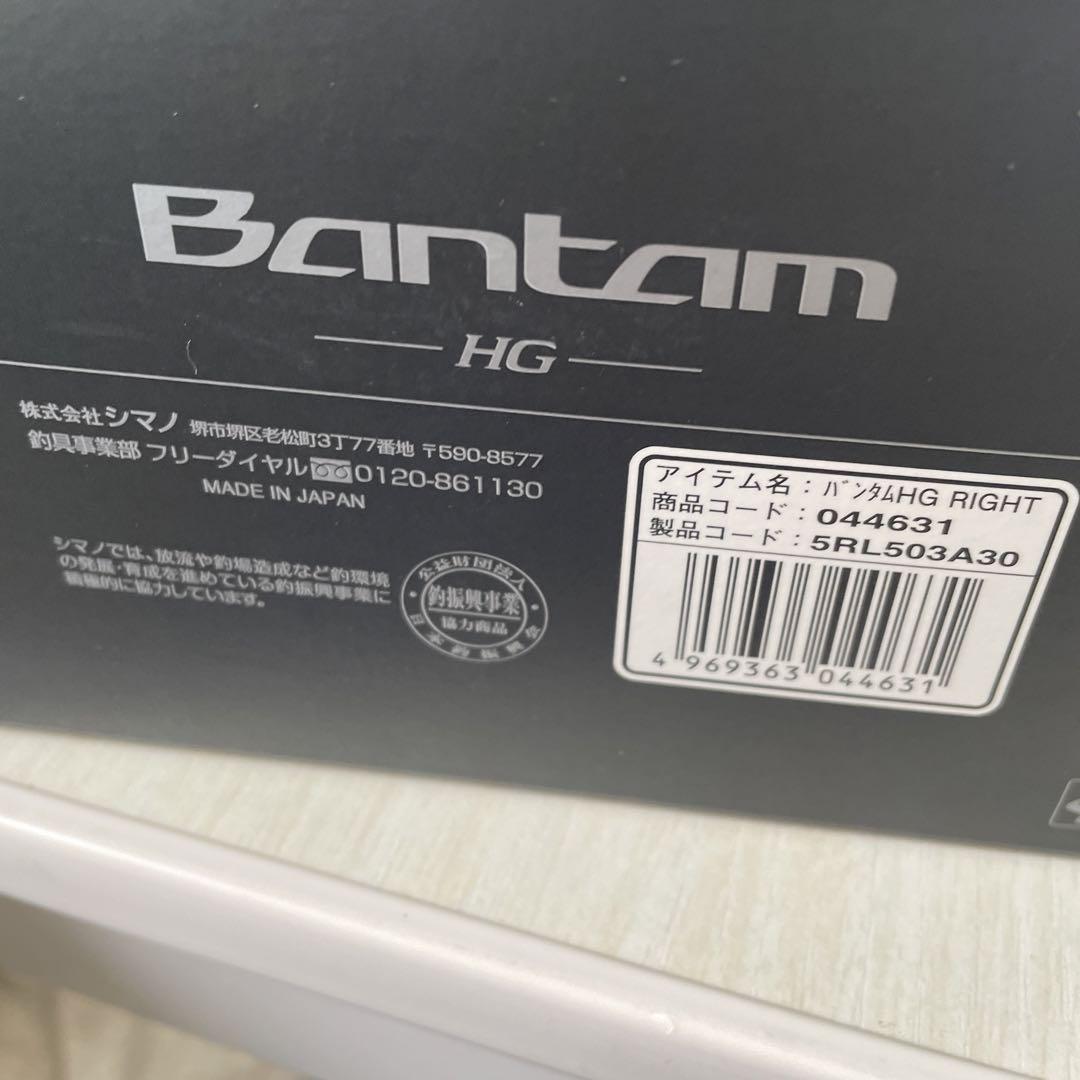 Bantam
HG
株式会社シマノ 堺市堺区老松町3丁77番地 〒590-8577
釣具事業部 フリーダイヤル 0120-861130
MADE IN JAPAN
シマノでは、放流や釣場造成など釣環境
の発展・育成を進めている釣振興事業に
積極的に協力しています。
公益財団法人
釣振興事業
協力商品
日本釣振興会
アイテム名：ﾊﾞﾝﾀﾑHG RIGHT
商品コード：044631
製品コード：5RL503A30
4 969363 044631